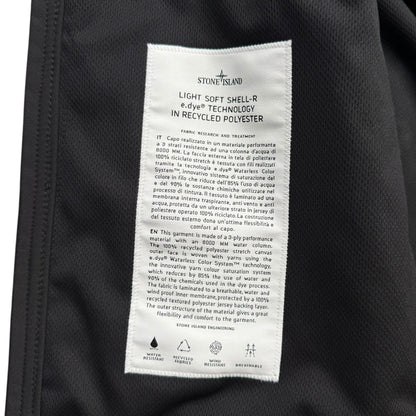 STONE ISLAND
LIGHT SOFT SHELL-R
e.dye® TECHNOLOGY
IN RECYCLED POLYESTER
FABRIC RESEARCH AND TREATMENT
IT Capo realizzato in un materiale performante
a 3 strati resistente ad una colonna d'acqua di
8000 MM. La faccia esterna in tela di poliestere
100% riciclato stretch è tessuta con fili realizzati
tramite la tecnologia e.dye® Waterless Color
System™, innovativo sistema di saturazione del
colore in filo che riduce dell'85% l'uso di acqua
e del 90% le sostanze chimiche utilizzate nel
processo di tintura. Il tessuto è laminato ad una
membrana interna traspirante, anti vento e anti
acqua, protetta da un ulteriore strato in jersey di
poliestere operato 100% riciclato. La costruzione
del tessuto esterno dona un'ottima flessibilità e
comfort al capo.
EN This garment is made of a 3-ply performance
material with an 8000 MM water column.
The 100% recycled polyester stretch canvas
outer face is woven with yarns using the
e.dye® Waterless Color System™ technology,
the innovative yarn colour saturation system
which reduces by 85% the use of water and
90% of the chemicals used in the dye process.
The fabric is laminated to a breathable, water and
wind proof inner membrane, protected by a 100%
recycled textured polyester jersey backing layer.
The outer structure of the material gives a great
flexibility and comfort to the garment.
STONE ISLAND ENGINEERING
WATER
RESISTANT
RECYCLED
FABRICS
WIND
RESISTANT
BREATHABLE